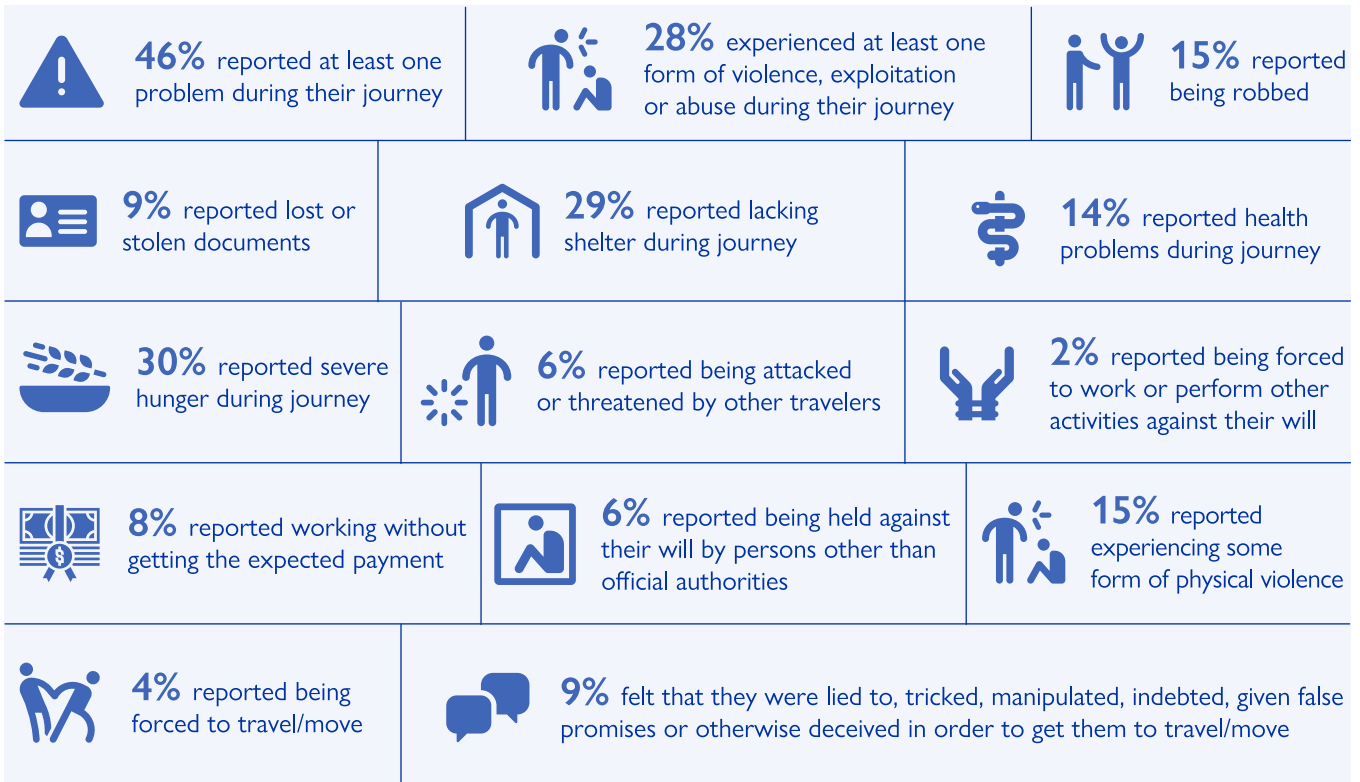 46% reported at least one
problem during their journey
28% experienced at least one
form of violence, exploitation
or abuse during their journey
15% reported
being robbed
9% reported lost or
stolen documents
29% reported lacking
shelter during journey
14% reported health
problems during journey
30% reported severe
hunger during journey
6% reported being attacked
or threatened by other travelers
2% reported being forced
to work or perform other
activities against their will
$
8% reported working without
getting the expected payment
6% reported being held against
their will by persons other than
official authorities
15% reported
experiencing some
form of physical violence
4% reported being
forced to travel/move
9% felt that they were lied to, tricked, manipulated, indebted, given false
promises or otherwise deceived in order to get them to travel/move